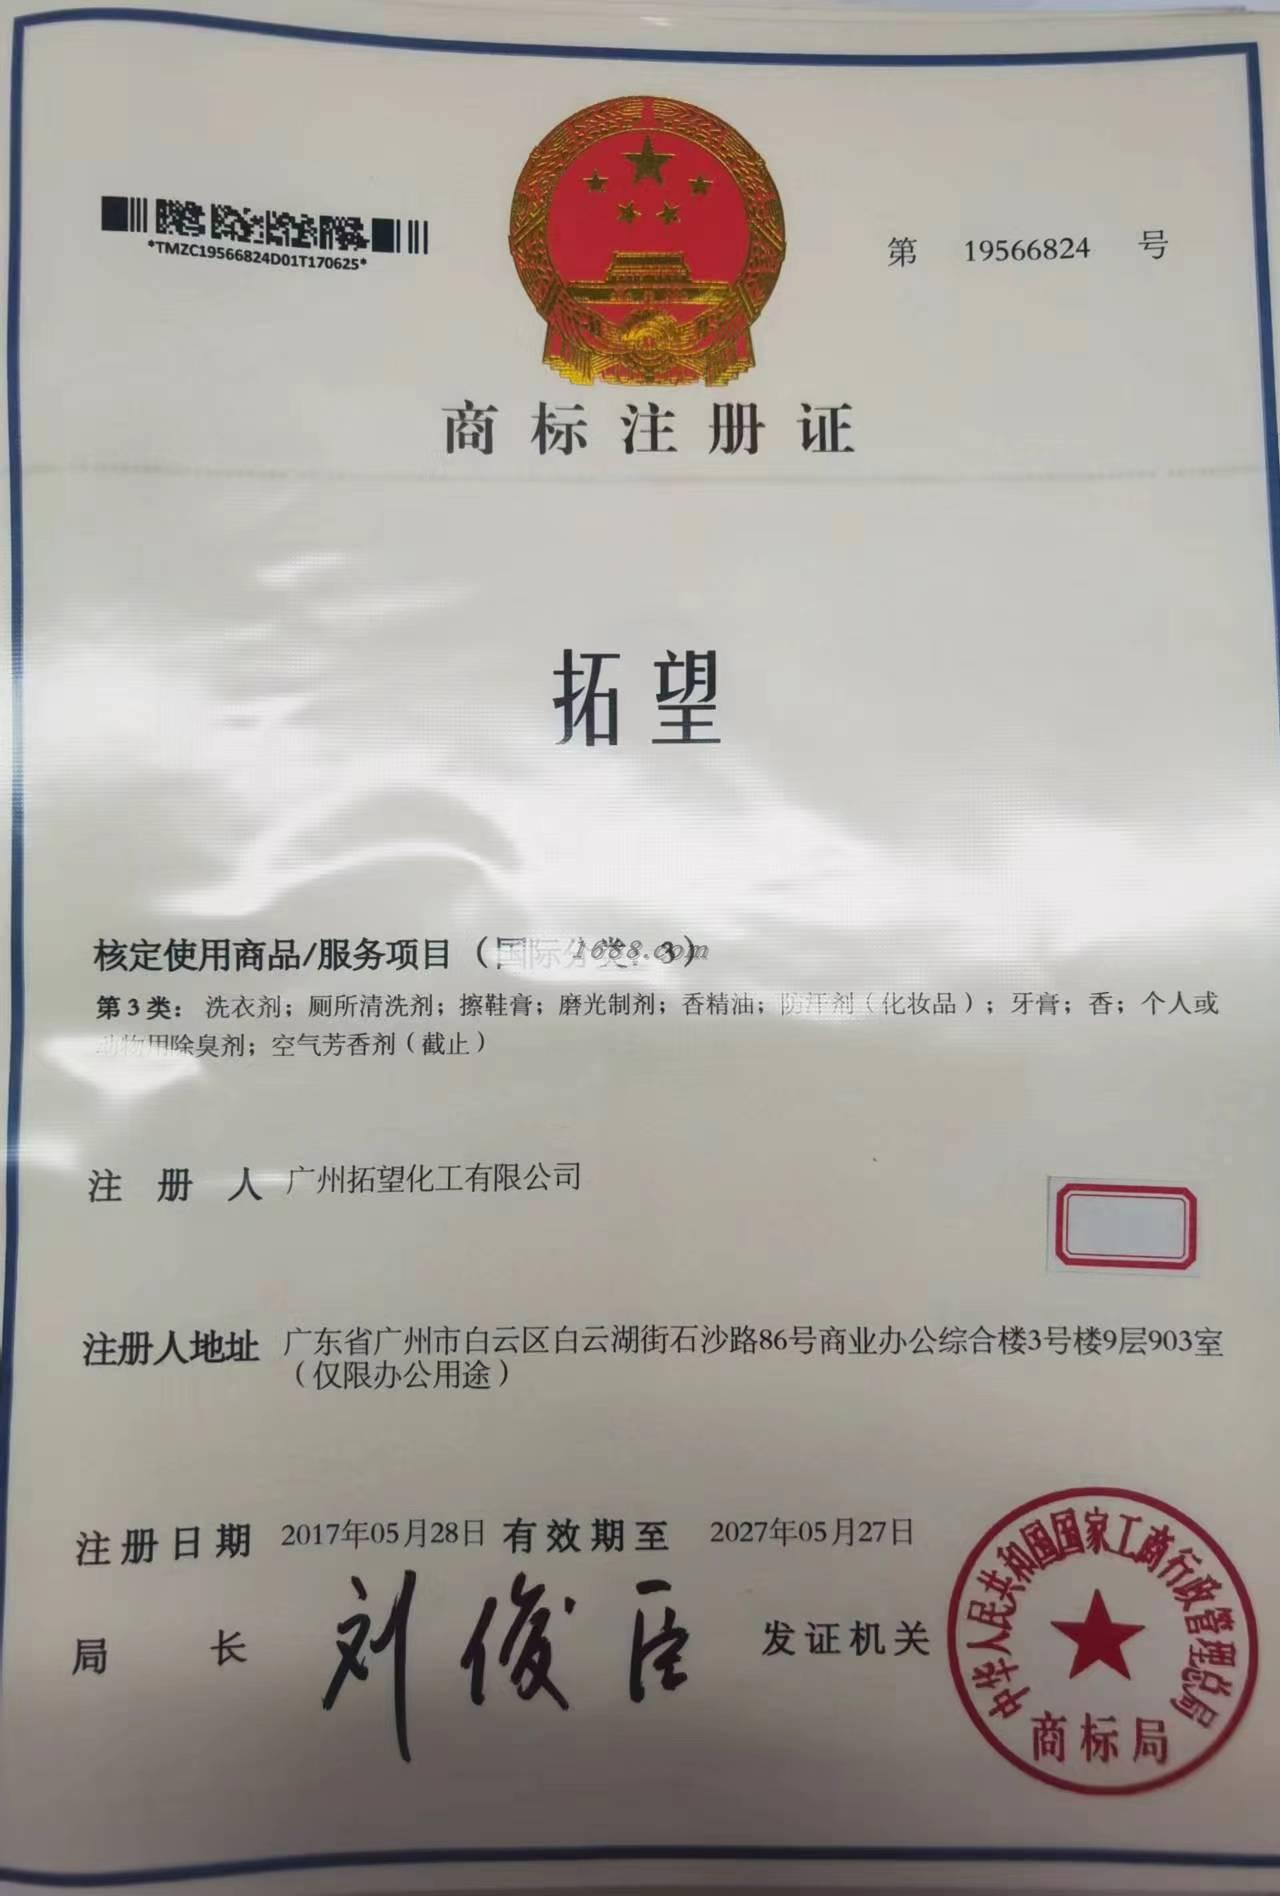 *TMZC19566824D01T170625*
第 19566824 号
商标注册证
拓望
核定使用商品/服务项目（国际分类：3）
1688.com
第3类：洗衣剂；厕所清洗剂；擦鞋膏；磨光制剂；香精油；防汗剂（化妆品）；牙膏；香；个人或
动物用除臭剂；空气芳香剂（截止）
注册人 广州拓望化工有限公司
注册人地址 广东省广州市白云区白云湖街石沙路86号商业办公综合楼3号楼9层903室
（仅限办公用途）
注册日期 2017年05月28日 有效期至 2027年05月27日
局长 刘俊臣 发证机关
中华人民共和国国家工商行政管理总局
商标局